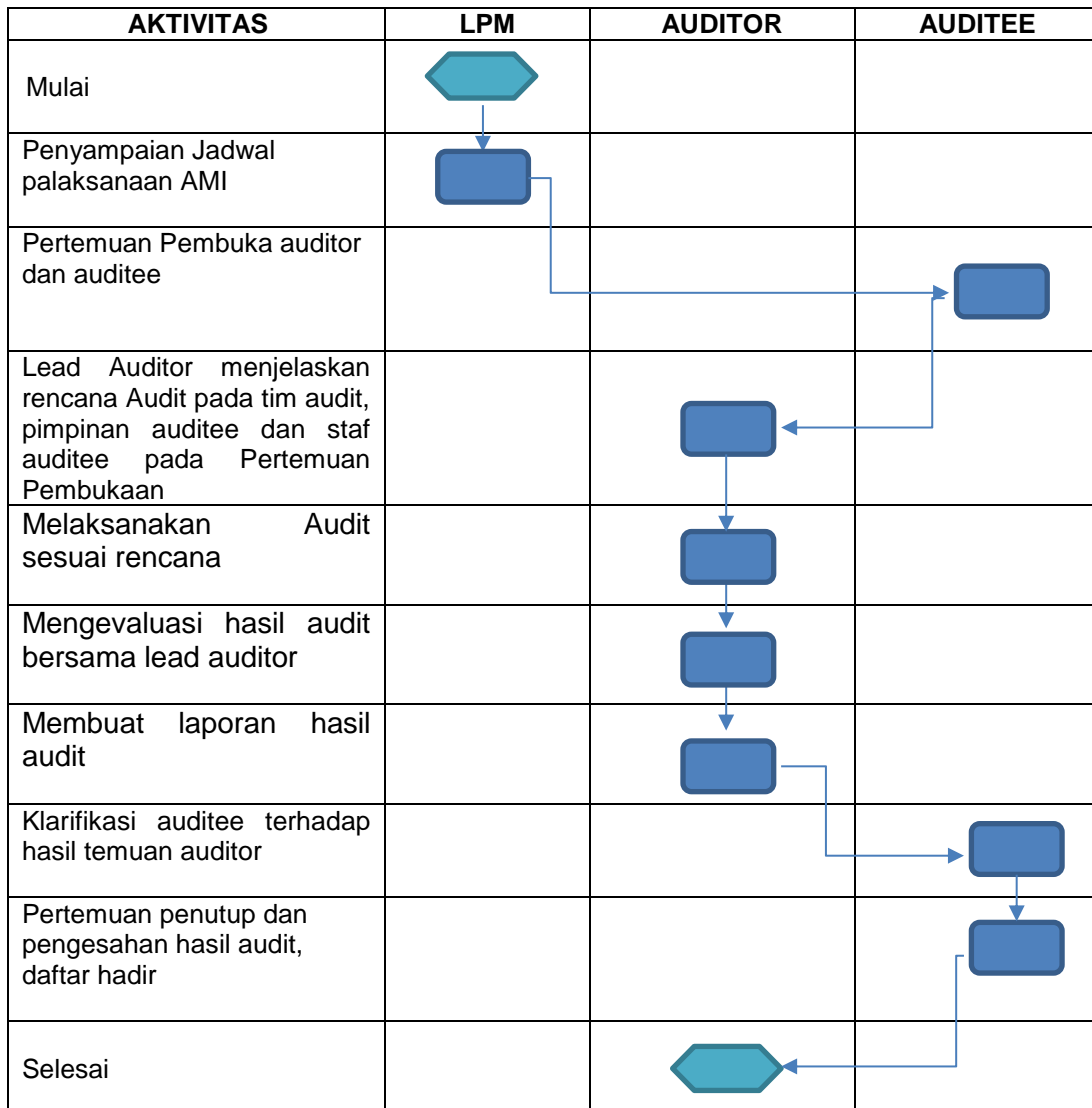 AKTIVITAS LPM AUDITOR AUDITEE
Mulai
Penyampaian Jadwal
palaksanaan AMI
Pertemuan Pembuka auditor
dan auditee
Lead Auditor menjelaskan
rencana Audit pada tim audit,
pimpinan auditee dan staf
auditee pada Pertemuan
Pembukaan
Melaksanakan Audit
sesuai rencana
Mengevaluasi hasil audit
bersama lead auditor
Membuat laporan hasil
audit
Klarifikasi auditee terhadap
hasil temuan auditor
Pertemuan penutup dan
pengesahan hasil audit,
daftar hadir
Selesai